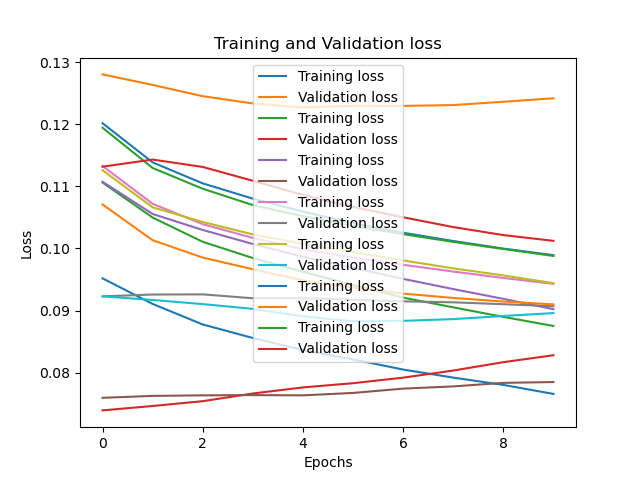 Training and Validation loss
0.13
0.12
0.11
0.10
0.09
0.08
Loss
Training loss
Validation loss
Training loss
Validation loss
Training loss
Validation loss
Training loss
Validation loss
Training loss
Validation loss
Training loss
Validation loss
Training loss
Validation loss
0 2 4 6 8
Epochs